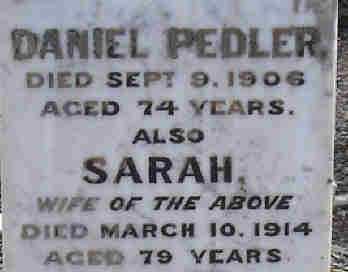 DANIEL PEDLER
DIED SEPT 9. 1906
AGED 74 YEARS.
ALSO
SARAH.
WIFE OF THE ABOVE
DIED MARCH 10. 1914
AGED 79 YEARS